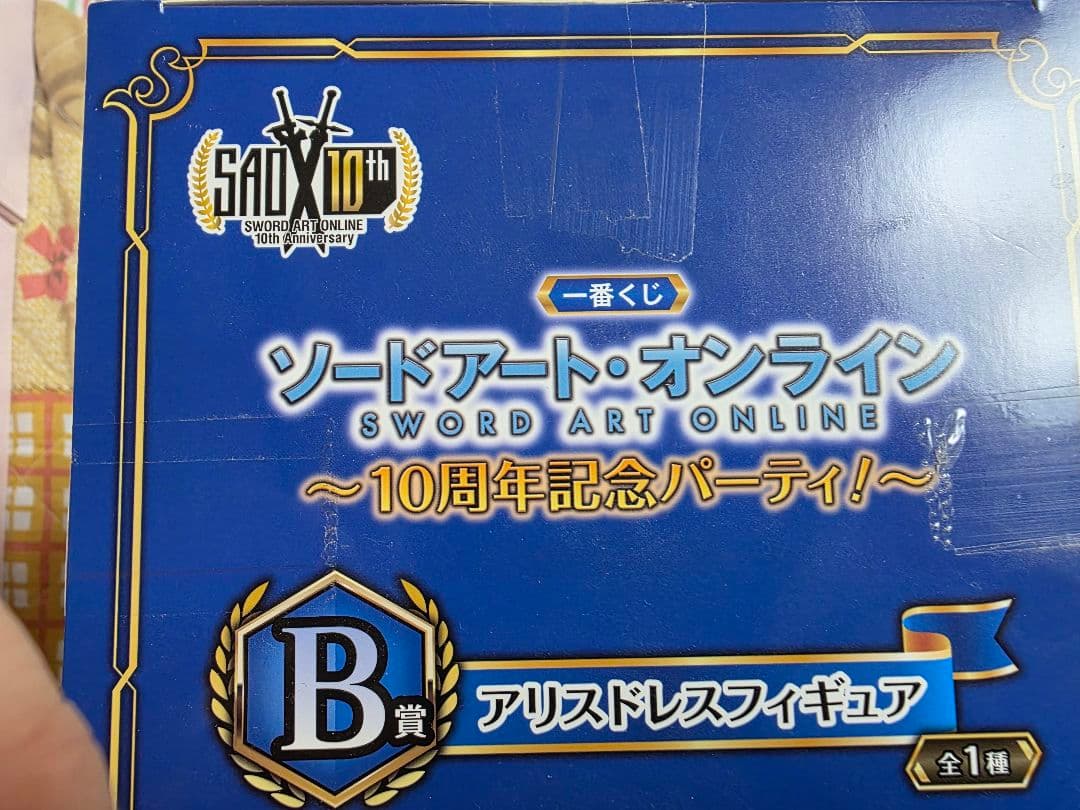 SAO 10th
SWORD ART ONLINE
10th Anniversary
一番くじ
ソードアート・オンライン
SWORD ART ONLINE
～10周年記念パーティ！～
B賞
アリスドレスフィギュア
全1種